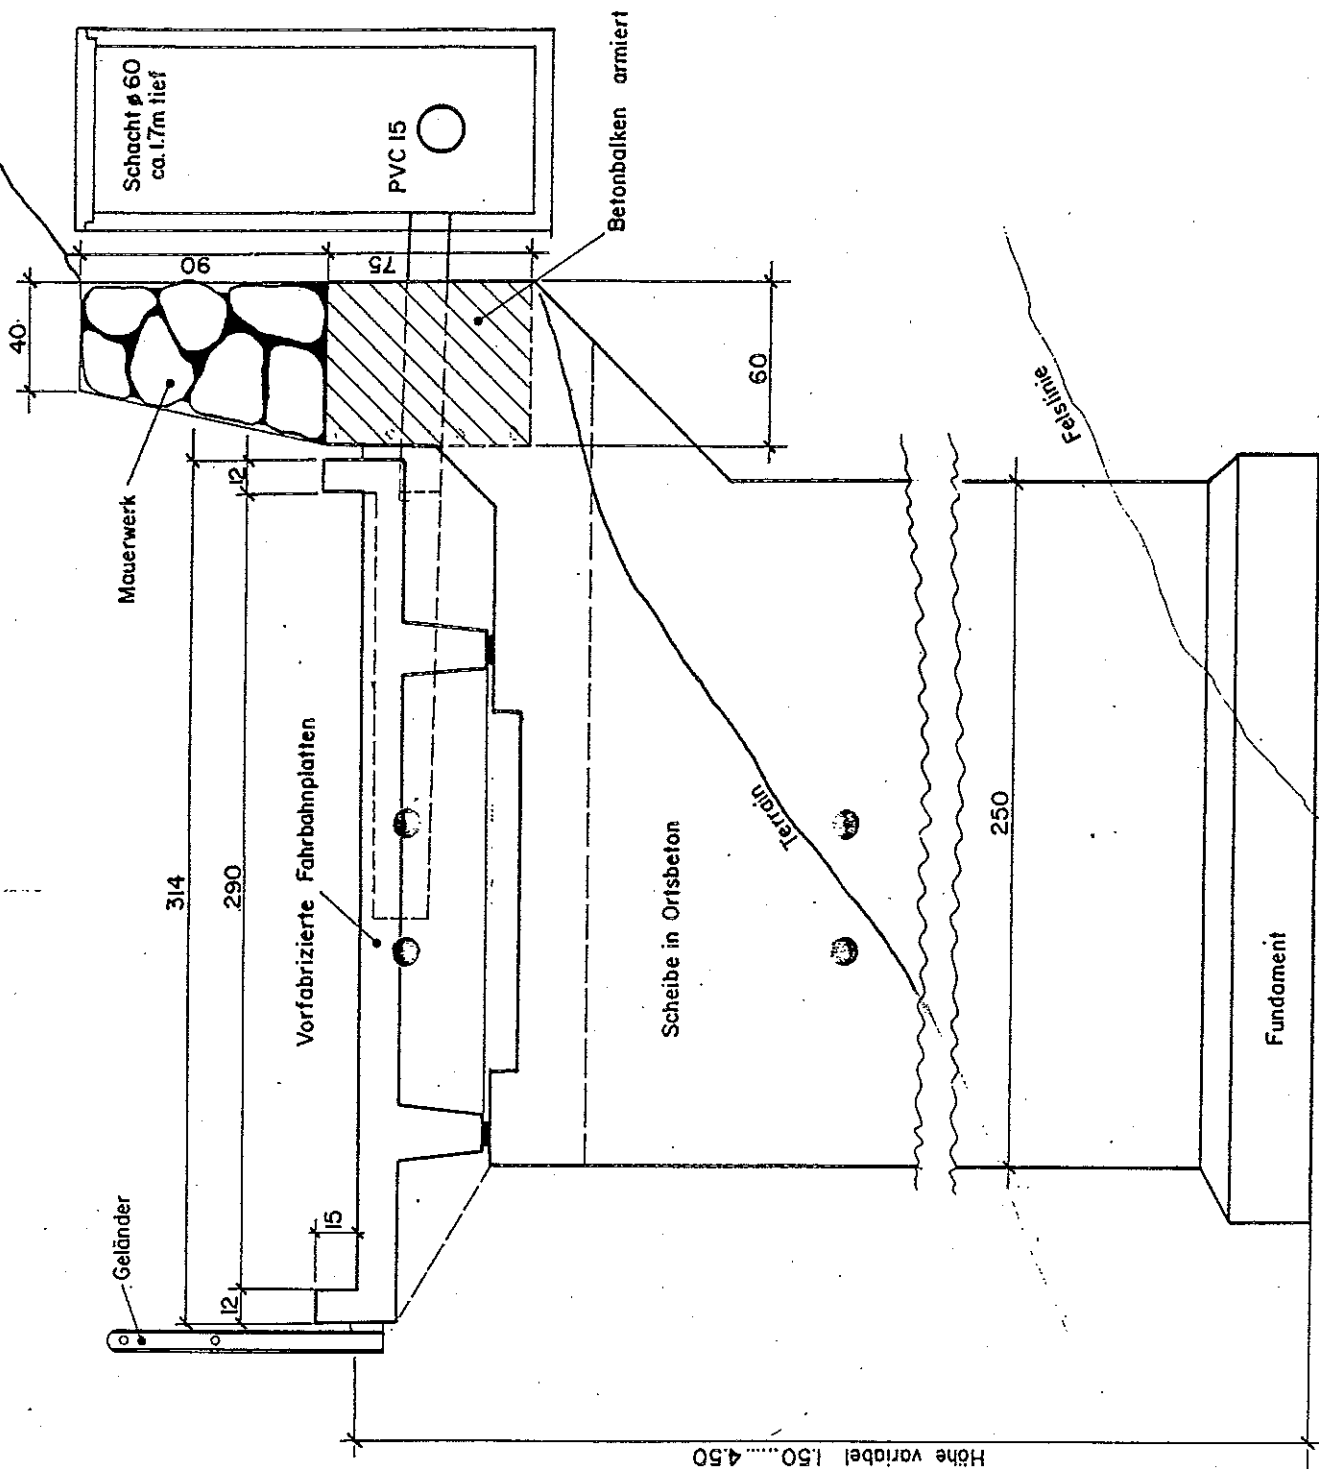 Geländer
12
15
314
290
12
Vorfabrizierte Fahrbahnplatten
Mauerwerk
40
90
75
60
Schacht ø 60
ca. 1.7m tief
PVC 15
Betonbalken armiert
Scheibe in Ortsbeton
Terrain
Felslinie
250
Fundament
Höhe variabel 1.50.....4.50